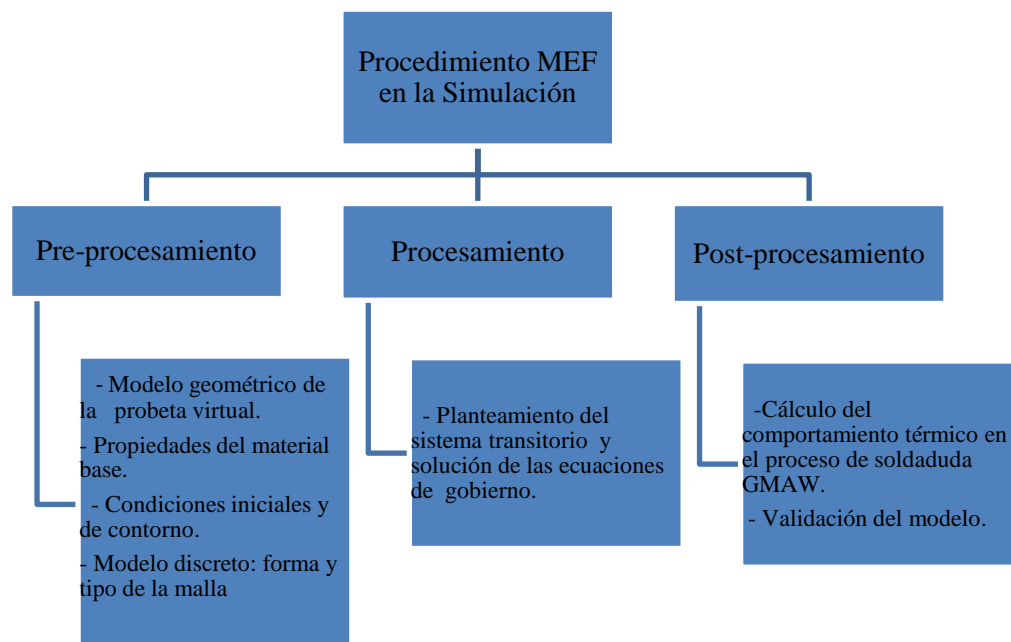 Procedimiento MEF
en la Simulación
Pre-procesamiento
Procesamiento
Post-procesamiento
- Modelo geométrico de
la probeta virtual.
- Propiedades del material
base.
- Condiciones iniciales y
de contorno.
- Modelo discreto: forma y
tipo de la malla
- Planteamiento del
sistema transitorio y
solución de las ecuaciones
de gobierno.
-Cálculo del
comportamiento térmico en
el proceso de soldaduda
GMAW.
- Validación del modelo.